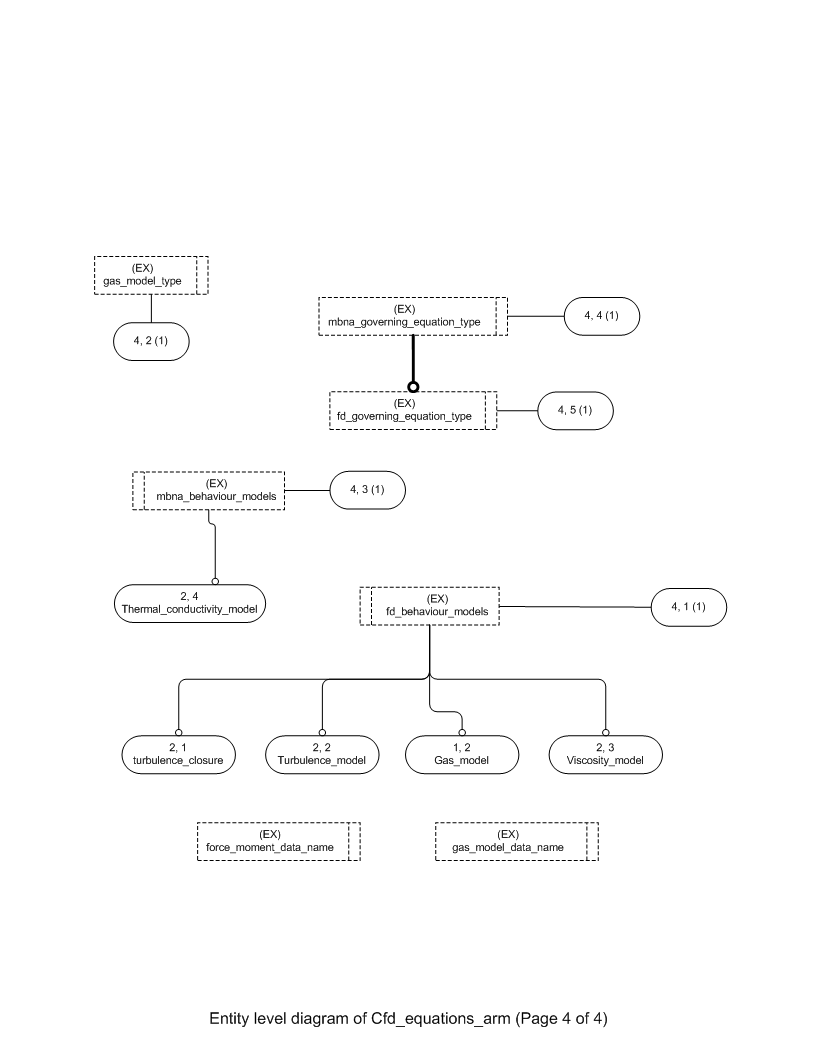 (EX)
gas_model_type
4, 2 (1)
(EX)
mbna_governing_equation_type
4, 4 (1)
(EX)
fd_governing_equation_type
4, 5 (1)
(EX)
mbna_behaviour_models
4, 3 (1)
2, 4
Thermal_conductivity_model
(EX)
fd_behaviour_models
4, 1 (1)
2, 1
turbulence_closure
2, 2
Turbulence_model
1, 2
Gas_model
2, 3
Viscosity_model
(EX)
force_moment_data_name
(EX)
gas_model_data_name
Entity level diagram of Cfd_equations_arm (Page 4 of 4)